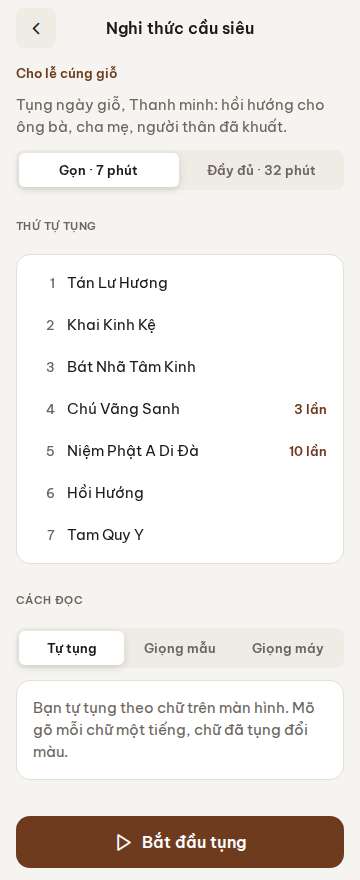 Nghi thức cầu siêu
Cho lễ cúng giỗ
Tụng ngày giỗ, Thanh minh: hồi hướng cho
ông bà, cha mẹ, người thân đã khuất.
Gọn · 7 phút
Đầy đủ · 32 phút
THỨ TỰ TỤNG
1 Tán Lư Hương
2 Khai Kinh Kệ
3 Bát Nhã Tâm Kinh
4 Chú Vãng Sanh 3 lần
5 Niệm Phật A Di Đà 10 lần
6 Hồi Hướng
7 Tam Quy Y
CÁCH ĐỌC
Tự tụng
Giọng mẫu
Giọng máy
Bạn tự tụng theo chữ trên màn hình. Mõ
gõ mỗi chữ một tiếng, chữ đã tụng đổi
màu.
Bắt đầu tụng